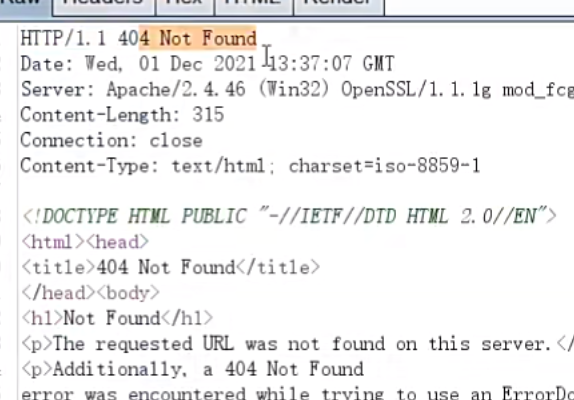 Raw Headers Hex HTML Render
HTTP/1.1 404 Not Found
Date: Wed, 01 Dec 2021 13:37:07 GMT
Server: Apache/2.4.46 (Win32) OpenSSL/1.1.1g mod_fcg
Content-Length: 315
Connection: close
Content-Type: text/html; charset=iso-8859-1
<!DOCTYPE HTML PUBLIC "-//IETF//DTD HTML 2.0//EN">
<html><head>
<title>404 Not Found</title>
</head><body>
<h1>Not Found</h1>
<p>The requested URL was not found on this server.</
<p>Additionally, a 404 Not Found
error was encountered while trying to use an ErrorDo